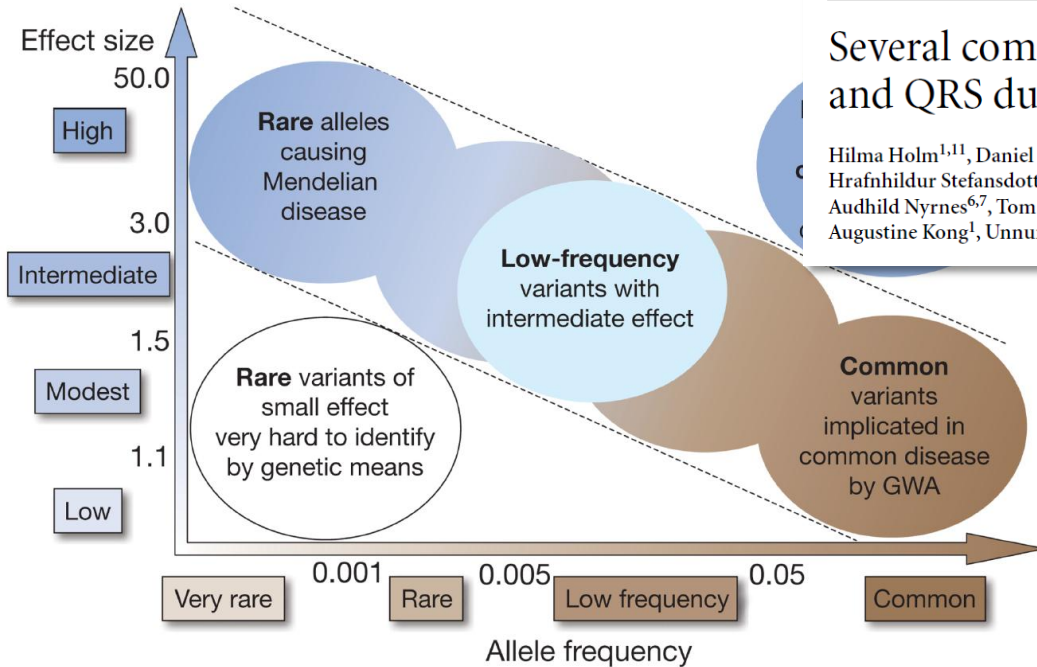 Effect size
50.0
High
3.0
Intermediate
1.5
Modest
1.1
Low
Rare alleles
causing
Mendelian
disease
Low-frequency
variants with
intermediate effect
Rare variants of
small effect
very hard to identify
by genetic means
Common
variants
implicated in
common disease
by GWA
Several com
and QRS du
Hilma Holm1,11, Daniel
Hrafnhildur Stefansdott
Audhild Nyrnes6,7, Tom
Augustine Kong1, Unnu
0.001
0.005
0.05
Very rare
Rare
Low frequency
Common
Allele frequency